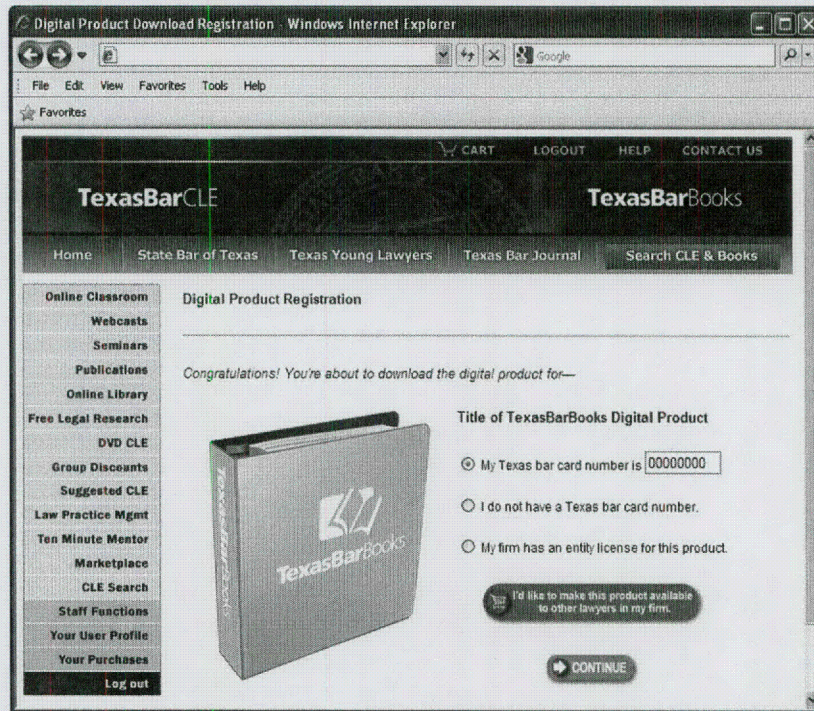 Digital Product Download Registration - Windows Internet Explorer
Google
File Edit View Favorites Tools Help
Favorites
CART LOGOUT HELP CONTACT US
TexasBarCLE TexasBarBooks
Home State Bar of Texas Texas Young Lawyers Texas Bar Journal Search CLE & Books
Online Classroom
Webcasts
Seminars
Publications
Online Library
Free Legal Research
DVD CLE
Group Discounts
Suggested CLE
Law Practice Mgmt
Ten Minute Mentor
Marketplace
CLE Search
Staff Functions
Your User Profile
Your Purchases
Log out
Digital Product Registration
Congratulations! You're about to download the digital product for—
TexasBarBooks
TexasBarBooks
Title of TexasBarBooks Digital Product
My Texas bar card number is 00000000
I do not have a Texas bar card number.
My firm has an entity license for this product.
I'd like to make this product available
to other lawyers in my firm.
CONTINUE